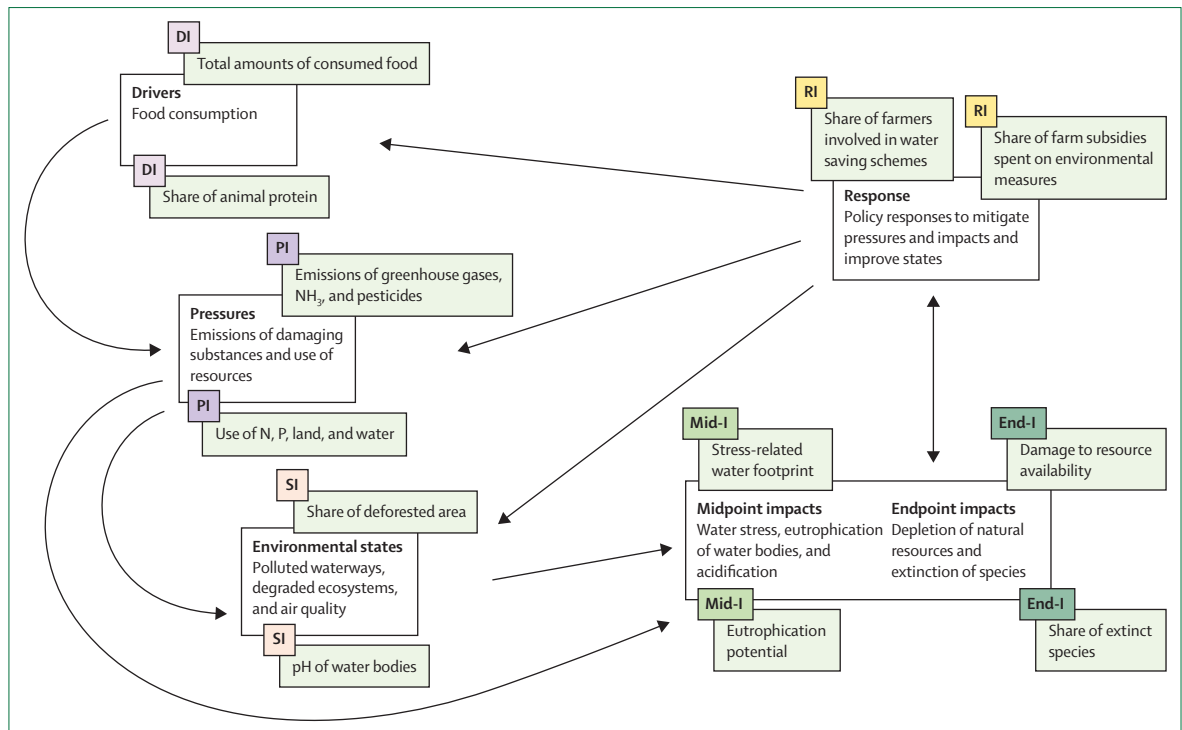 DI
Total amounts of consumed food
Drivers
Food consumption
DI
Share of animal protein
PI
Emissions of greenhouse gases,
NH₃, and pesticides
Pressures
Emissions of damaging
substances and use of
resources
PI
Use of N, P, land, and water
SI
Share of deforested area
Environmental states
Polluted waterways,
degraded ecosystems,
and air quality
SI
pH of water bodies
RI
Share of farmers
involved in water
saving schemes
RI
Share of farm subsidies
spent on environmental
measures
Response
Policy responses to mitigate
pressures and impacts and
improve states
Mid-I
Stress-related
water footprint
End-I
Damage to resource
availability
Midpoint impacts
Water stress, eutrophication
of water bodies, and
acidification
Endpoint impacts
Depletion of natural
resources and
extinction of species
Mid-I
Eutrophication
potential
End-I
Share of extinct
species